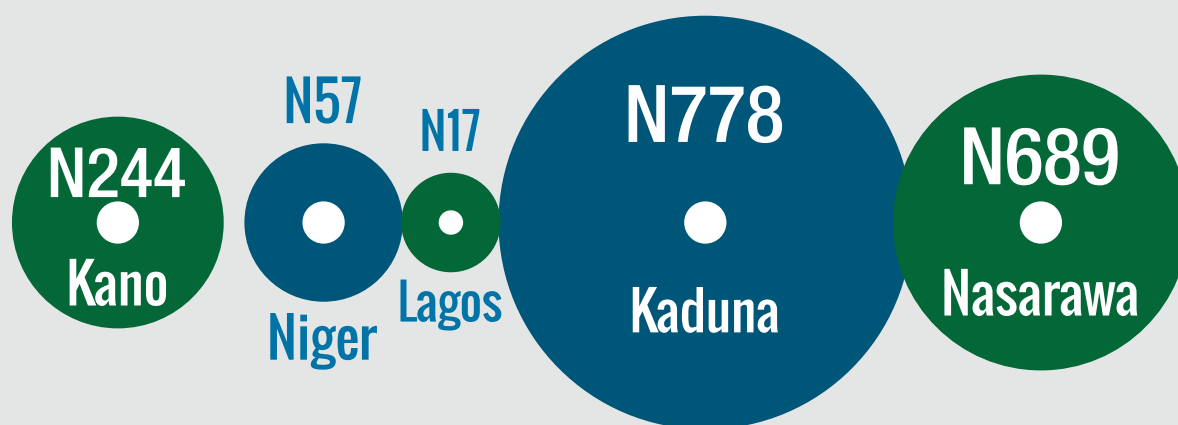 N244
Kano
N57
Niger
N17
Lagos
N778
Kaduna
N689
Nasarawa